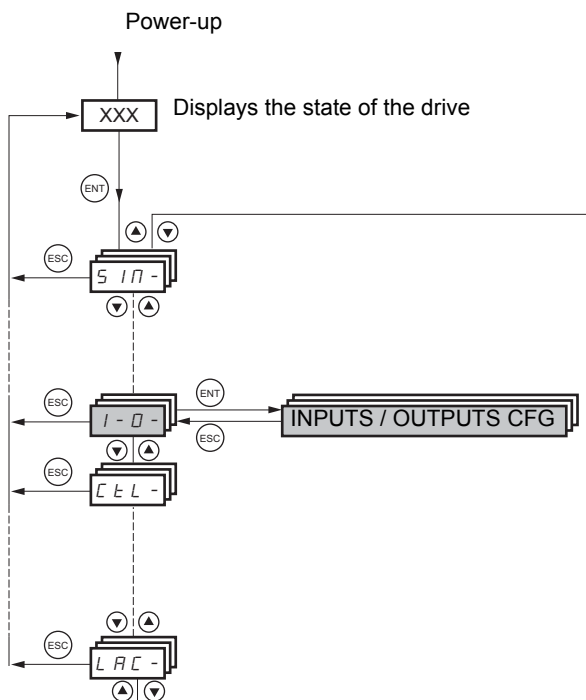 Power-up
XXX
Displays the state of the drive
ENT
ESC
SIM-
ESC
I-O-
ENT
ESC
INPUTS / OUTPUTS CFG
ESC
CtL-
ESC
LAC-